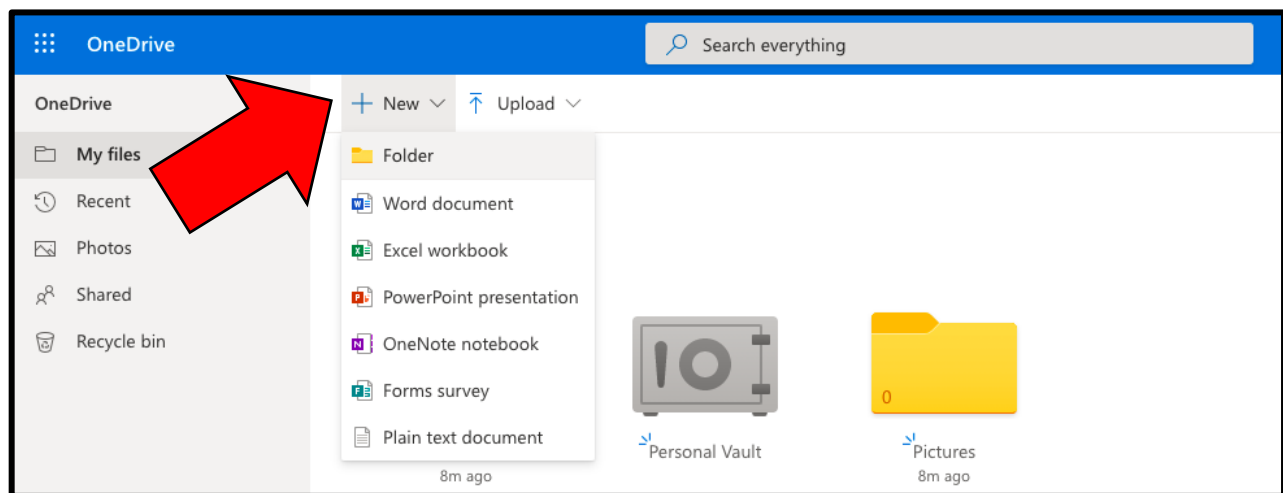 OneDrive
Search everything
OneDrive
My files
Recent
Photos
Shared
Recycle bin
New
Upload
Folder
Word document
Excel workbook
PowerPoint presentation
OneNote notebook
Forms survey
Plain text document
8m ago
Personal Vault
0
Pictures
8m ago